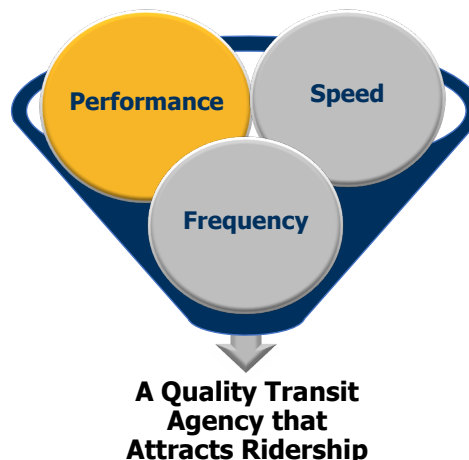 Performance
Speed
Frequency
A Quality Transit
Agency that
Attracts Ridership